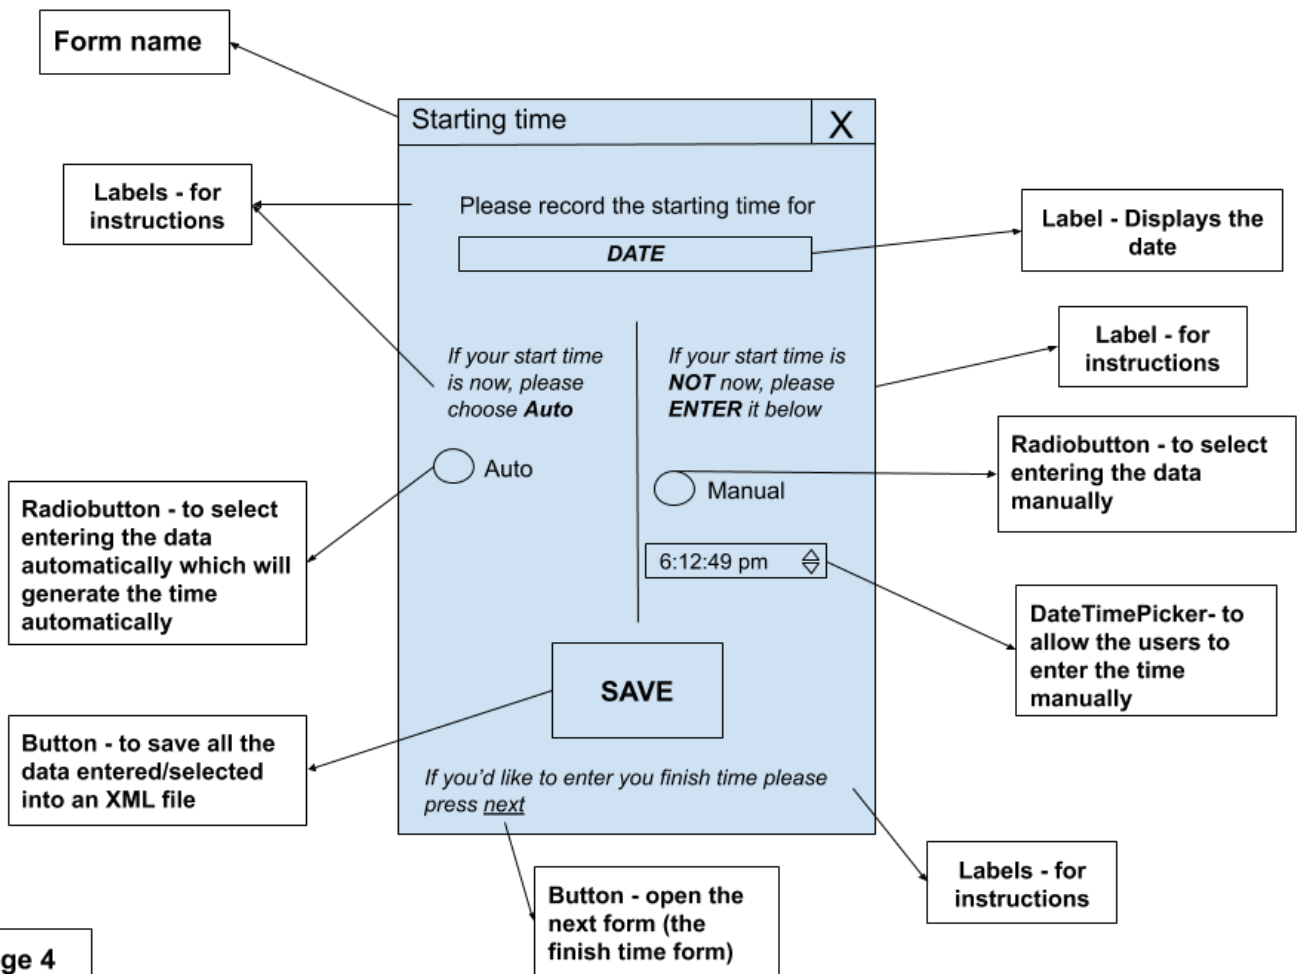 Form name
Starting time
X
Labels - for
instructions
Please record the starting time for
DATE
Label - Displays the
date
If your start time
is now, please
choose Auto
If your start time is
NOT now, please
ENTER it below
Label - for
instructions
Auto
Manual
Radiobutton - to select
entering the data
manually
Radiobutton - to select
entering the data
automatically which will
generate the time
automatically
6:12:49 pm
DateTimePicker- to
allow the users to
enter the time
manually
SAVE
Button - to save all the
data entered/selected
into an XML file
If you'd like to enter you finish time please
press next
Labels - for
instructions
Button - open the
next form (the
finish time form)
ge 4